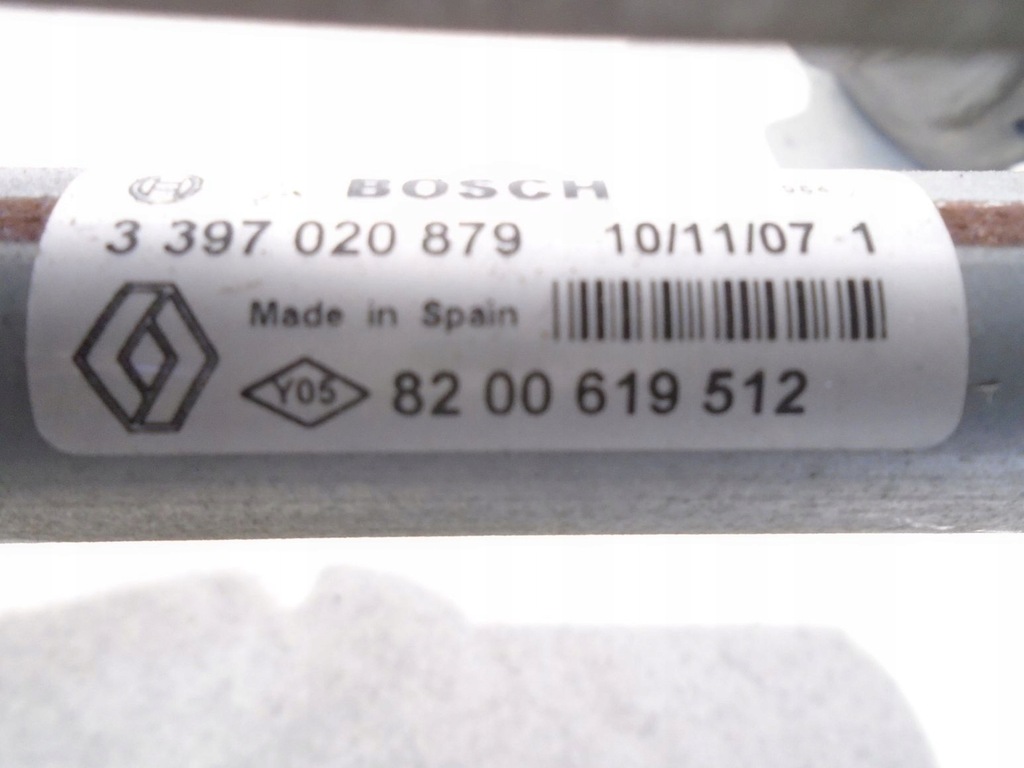 BOSCH
3 397 020 879 10/11/07 1
Made in Spain
Y05 82 00 619 512